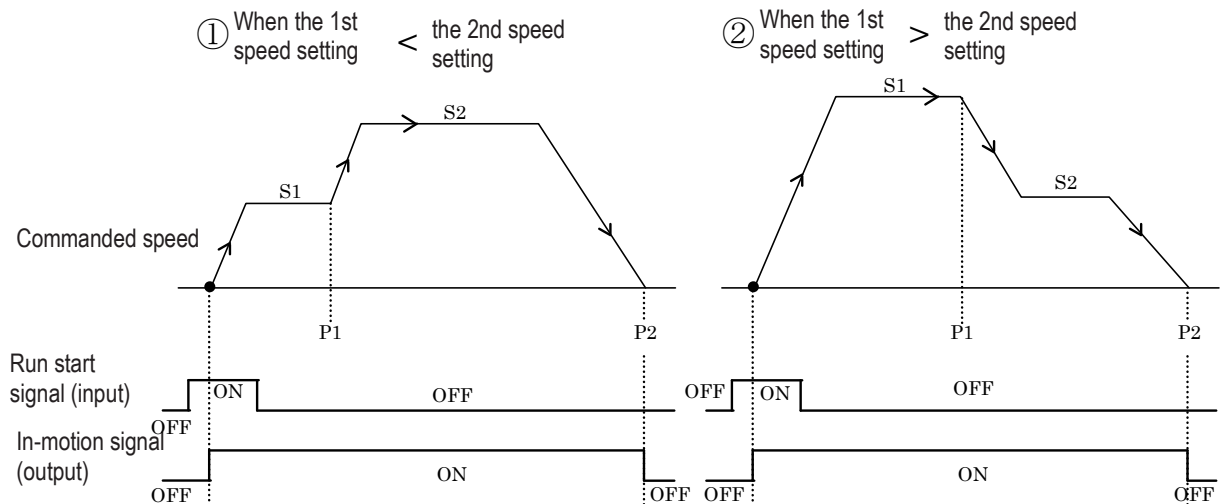 ① When the 1st speed setting < the 2nd speed setting
② When the 1st speed setting > the 2nd speed setting
S1
S2
S1
S2
Commanded speed
P1
P2
P1
P2
Run start
signal (input)
OFF
ON
OFF
OFF
ON
OFF
In-motion signal
(output)
OFF
ON
OFF
OFF
ON
OFF